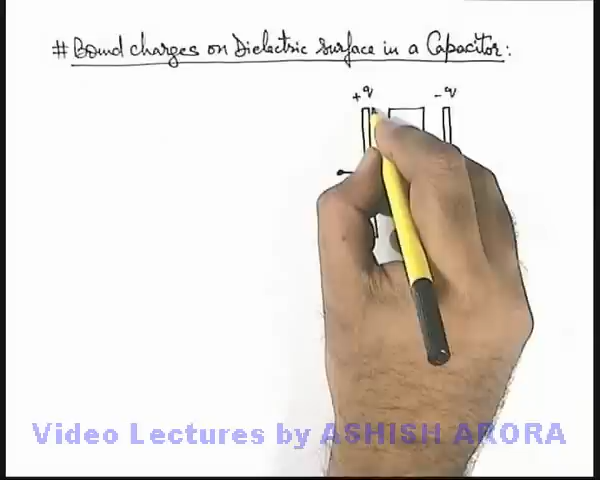 # Bound charges on Dielectric surface in a Capacitor:
+q -q
Video Lectures by ASHISH ARORA